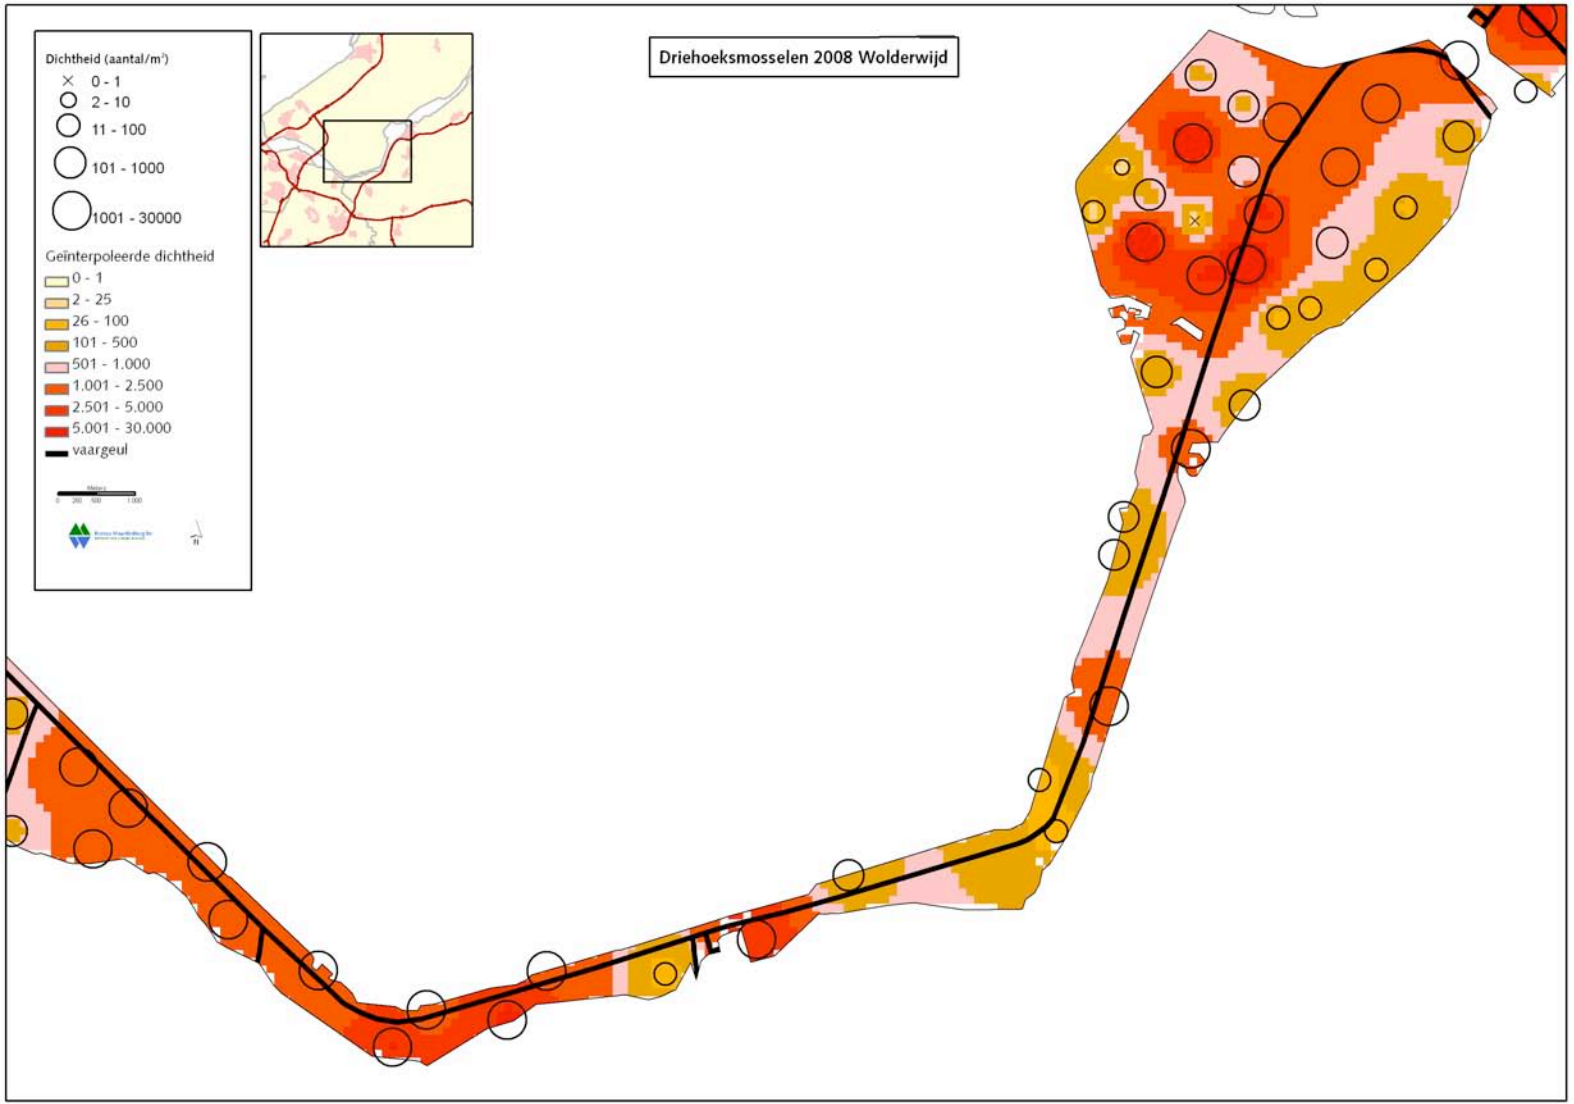 Driehoeksmosselen 2008 Wolderwijd
Dichtheid (aantal/m²)
0 - 1
2 - 10
11 - 100
101 - 1000
1001 - 30000
Geïnterpoleerde dichtheid
0 - 1
2 - 25
26 - 100
101 - 500
501 - 1.000
1.001 - 2.500
2.501 - 5.000
5.001 - 30.000
vaargeul
Meters
0
N